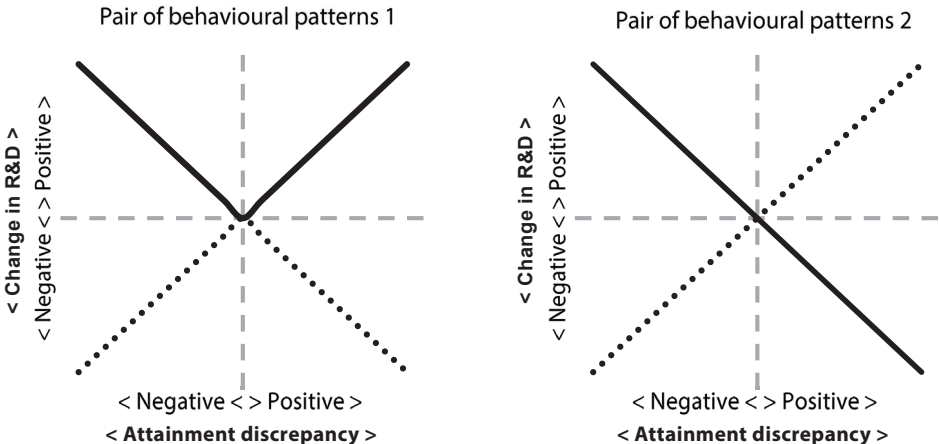 Pair of behavioural patterns 1
< Change in R&D >
< Negative < > Positive >
< Negative < > Positive >
< Attainment discrepancy >
Pair of behavioural patterns 2
< Change in R&D >
< Negative < > Positive >
< Negative < > Positive >
< Attainment discrepancy >